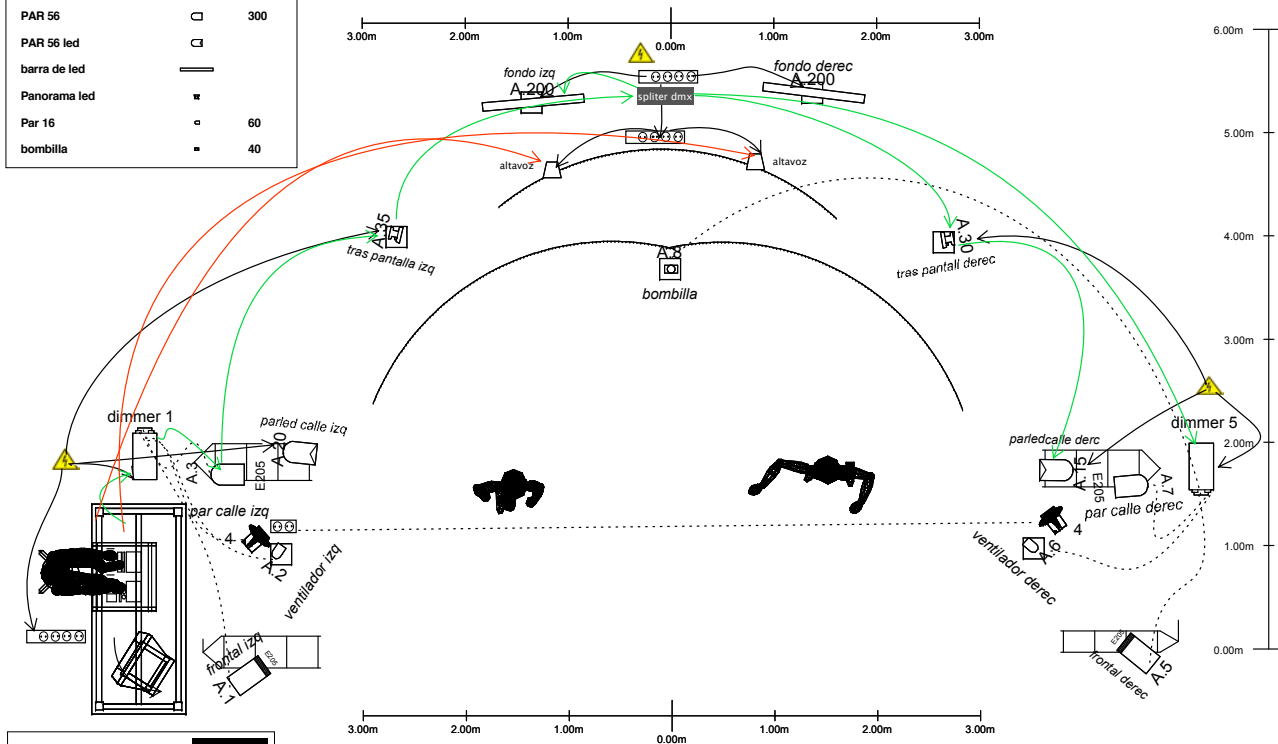 PAR 56 300
PAR 56 led
barra de led
Par 16 60
Panorama led
bombilla 40
3.00m 2.00m 1.00m 0.00m 1.00m 2.00m 3.00m
6.00m
5.00m
4.00m
3.00m
2.00m
1.00m
0.00m
fondo izq
A.200
fondo derec
A.200
spliter dmx
altavoz
altavoz
A.35
tras pantalla izq
A.30
tras pantall derec
A.8
bombilla
dimmer 1
parled calle izq
A.20
A.3
E205
par calle izq
4
A.2
ventilador izq
frontal izq
E205
A.1
dimmer 5
parledcalle derc
A.15
E205
A.7
par calle derec
4
A.6
ventilador derec
E205
frontal derec
A.5
3.00m 2.00m 1.00m 0.00m 1.00m 2.00m 3.00m